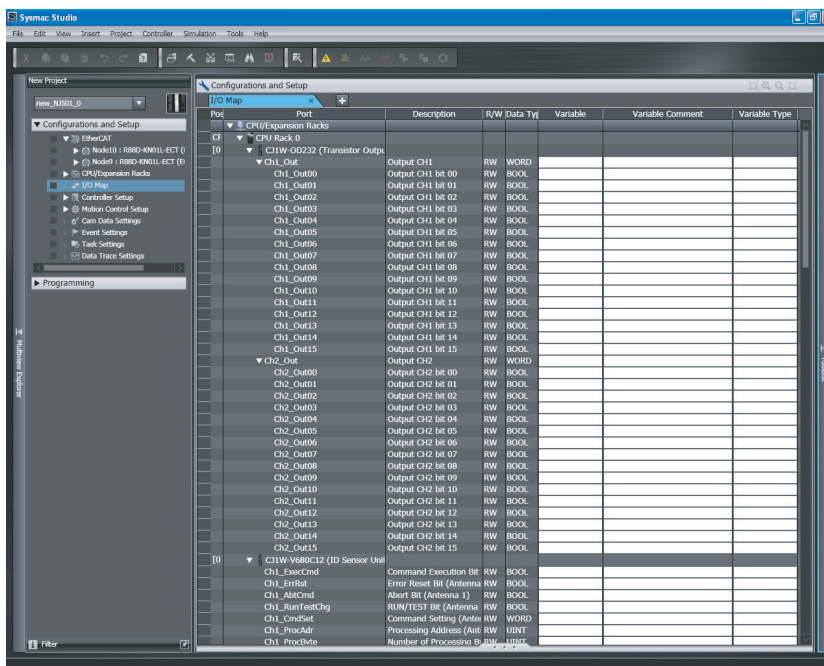 Sysmac Studio
File Edit View Insert Project Controller Simulation Tools Help
New Project
new_NJ501_0
Configurations and Setup
EtherCAT
Node10 : R88D-KN01L-ECT (
Node9 : R88D-KN01L-ECT (E
CPU/Expansion Racks
I/O Map
Controller Setup
Motion Control Setup
Cam Data Settings
Event Settings
Task Settings
Data Trace Settings
Programming
Filter
Multiview Explorer
Configurations and Setup
I/O Map
Pos Port Description R/W Data Ty Variable Variable Comment Variable Type
CPU/Expansion Racks
CPU Rack 0
[0 CJ1W-OD232 (Transistor Outpu
Ch1_Out Output CH1 RW WORD
Ch1_Out00 Output CH1 bit 00 RW BOOL
Ch1_Out01 Output CH1 bit 01 RW BOOL
Ch1_Out02 Output CH1 bit 02 RW BOOL
Ch1_Out03 Output CH1 bit 03 RW BOOL
Ch1_Out04 Output CH1 bit 04 RW BOOL
Ch1_Out05 Output CH1 bit 05 RW BOOL
Ch1_Out06 Output CH1 bit 06 RW BOOL
Ch1_Out07 Output CH1 bit 07 RW BOOL
Ch1_Out08 Output CH1 bit 08 RW BOOL
Ch1_Out09 Output CH1 bit 09 RW BOOL
Ch1_Out10 Output CH1 bit 10 RW BOOL
Ch1_Out11 Output CH1 bit 11 RW BOOL
Ch1_Out12 Output CH1 bit 12 RW BOOL
Ch1_Out13 Output CH1 bit 13 RW BOOL
Ch1_Out14 Output CH1 bit 14 RW BOOL
Ch1_Out15 Output CH1 bit 15 RW BOOL
Ch2_Out Output CH2 RW WORD
Ch2_Out00 Output CH2 bit 00 RW BOOL
Ch2_Out01 Output CH2 bit 01 RW BOOL
Ch2_Out02 Output CH2 bit 02 RW BOOL
Ch2_Out03 Output CH2 bit 03 RW BOOL
Ch2_Out04 Output CH2 bit 04 RW BOOL
Ch2_Out05 Output CH2 bit 05 RW BOOL
Ch2_Out06 Output CH2 bit 06 RW BOOL
Ch2_Out07 Output CH2 bit 07 RW BOOL
Ch2_Out08 Output CH2 bit 08 RW BOOL
Ch2_Out09 Output CH2 bit 09 RW BOOL
Ch2_Out10 Output CH2 bit 10 RW BOOL
Ch2_Out11 Output CH2 bit 11 RW BOOL
Ch2_Out12 Output CH2 bit 12 RW BOOL
Ch2_Out13 Output CH2 bit 13 RW BOOL
Ch2_Out14 Output CH2 bit 14 RW BOOL
Ch2_Out15 Output CH2 bit 15 RW BOOL
[0 CJ1W-V680C12 (ID Sensor Unit
Ch1_ExecCmd Command Execution Bit RW BOOL
Ch1_ErrRst Error Reset Bit (Antenna RW BOOL
Ch1_AbtCmd Abort Bit (Antenna 1) RW BOOL
Ch1_RunTestChg RUN/TEST Bit (Antenna RW BOOL
Ch1_CmdSet Command Setting (Ante RW WORD
Ch1_ProcAdr Processing Address (Ant RW UINT
Ch1_ProcByte Number of Processing B RW UINT